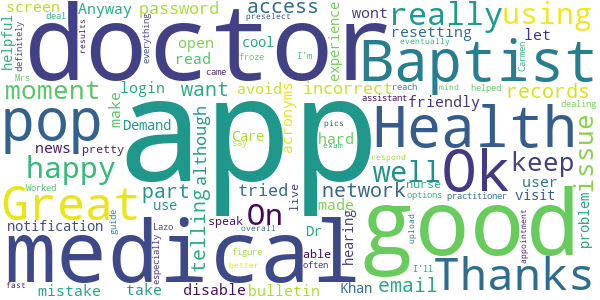 screen
deal
Anyway
password
access
really
using
doctor
wont
resetting
let
helpful
definitely
results
everything
open
read
cool
preselect
I'm
froze
experience
Baptist
eventually
Carmen
Mrs
moment
came
assistant
reach
mind
helped
dealing
make
login
want
avoid
incorrect
records
pop
app
Health
friendly
news
pretty
Demand
although
Care
say
acronyms
hard
pics
exam
respond
issue
happy
well
Ok
keep
part
telling
tried
network
nurse
options
practitioner
user
visit
Great
use
On
live
made
good
problem
notification
guide
Worked
especially
Lazo
speak
overall
Dr
able
often
hearing
upload
appointment
medical
figure
better
Khan
email
Thanks
fast
mistake
take
disable
bulletin
I'll